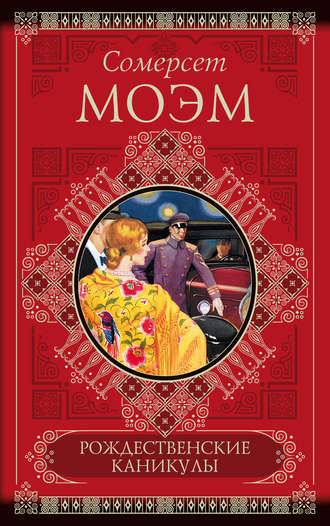 Сомерсет
МОЭМ
РОЖДЕСТВЕНСКИЕ
КАНИКУЛЫ